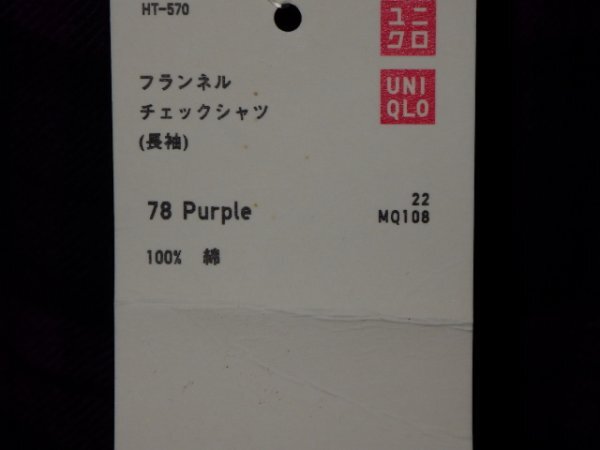 HT-570
ユニ
クロ
フランネル
チェックシャツ
(長袖)
UNI
QLO
78 Purple
22
MQ108
100% 綿